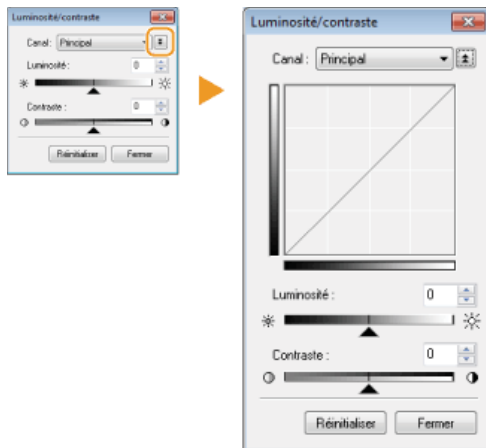 Luminosité/contraste
Canal : Principal
Luminosité : 0
Contraste : 0
Réinitialiser Fermer
Luminosité/contraste
Canal : Principal
Luminosité : 0
Contraste : 0
Réinitialiser Fermer